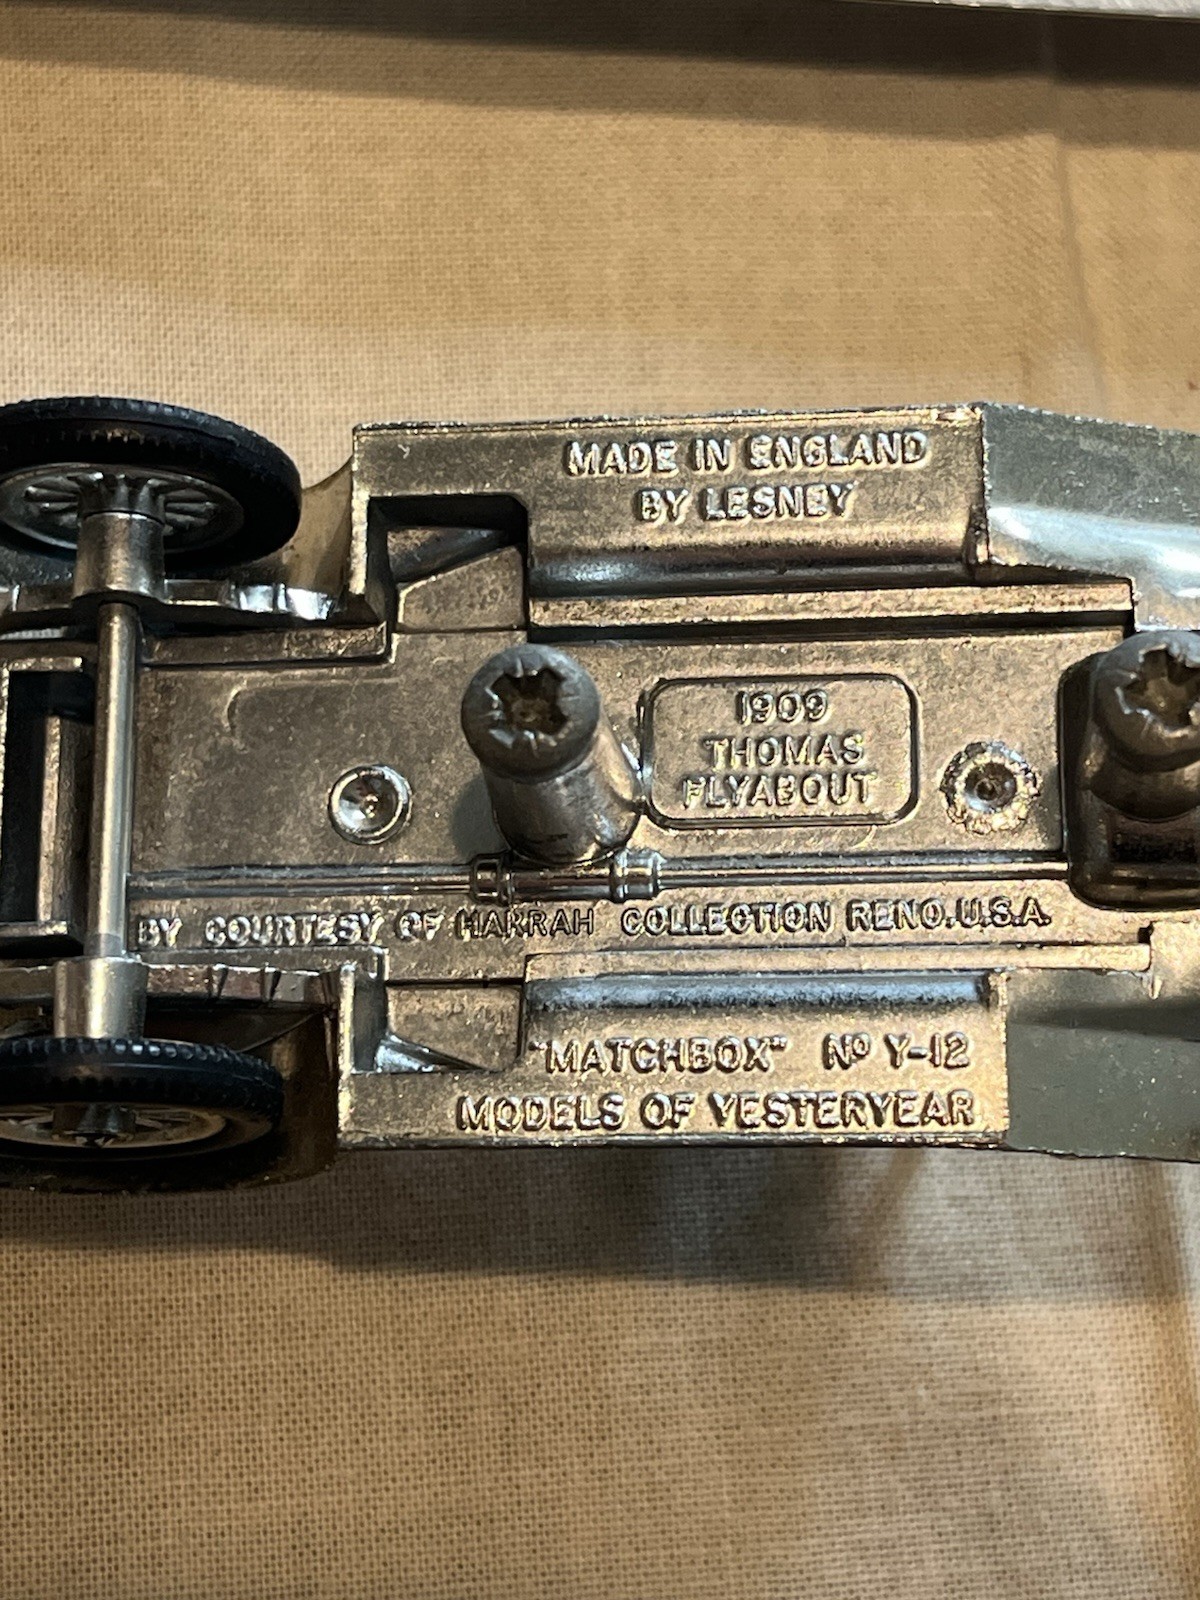 MADE IN ENGLAND
BY LESNEY
1909
THOMAS
FLYABOUT
BY COURTESY OF HARRAH COLLECTION RENO. U.S.A.
"MATCHBOX" No Y-12
MODELS OF YESTERYEAR